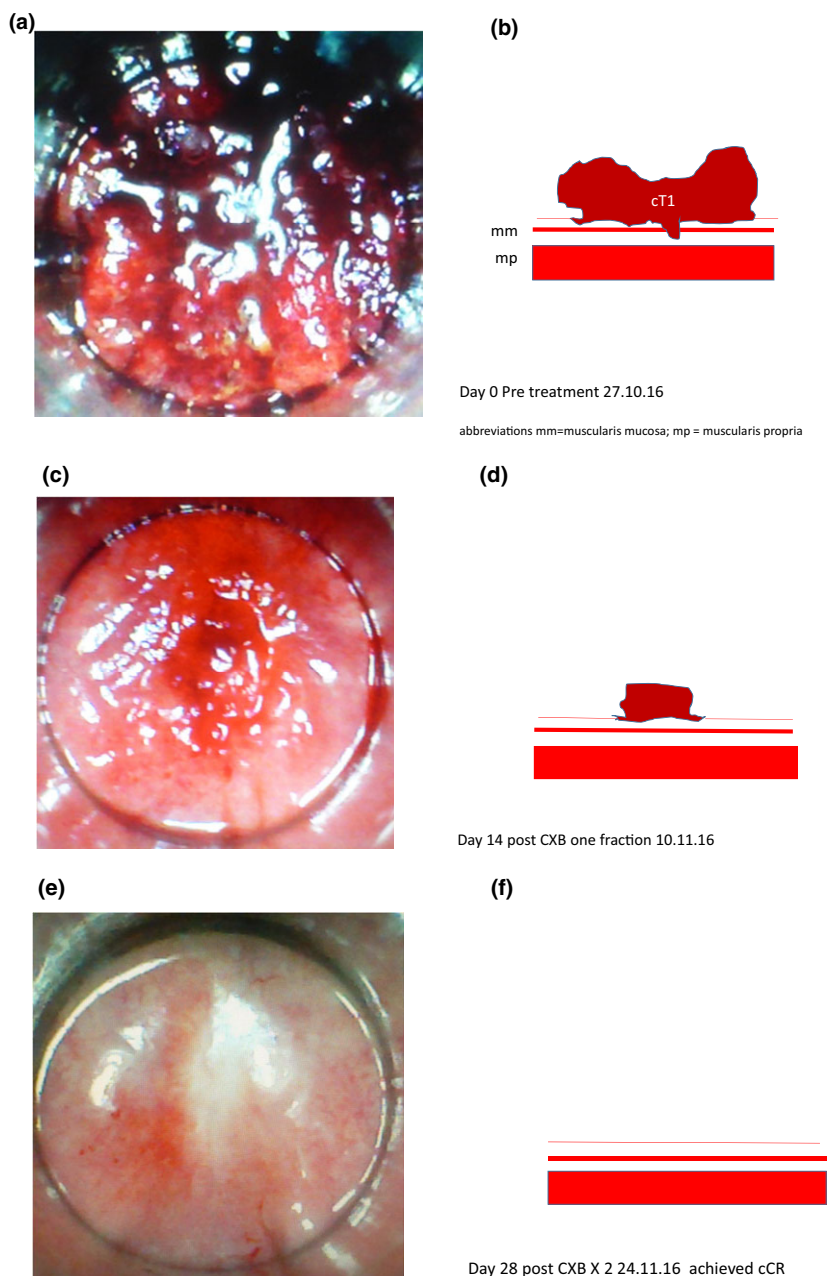 (a)
(b)
cT1
mm
mp
Day 0 Pre treatment 27.10.16
abbreviations mm=muscularis mucosa; mp = muscularis propria
(c)
(d)
Day 14 post CXB one fraction 10.11.16
(e)
(f)
Day 28 post CXB X 2 24.11.16 achieved cCR